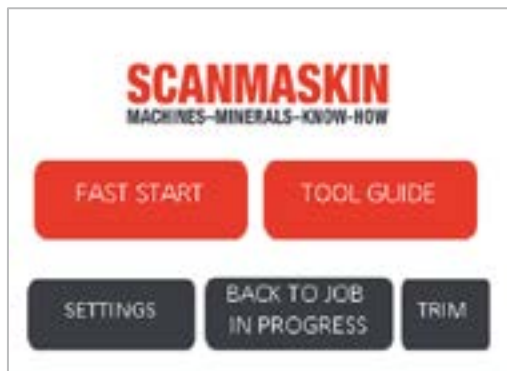 SCANMASKIN
MACHINES–MINERALS–KNOW-HOW
FAST START
TOOL GUIDE
SETTINGS
BACK TO JOB
IN PROGRESS
TRIM